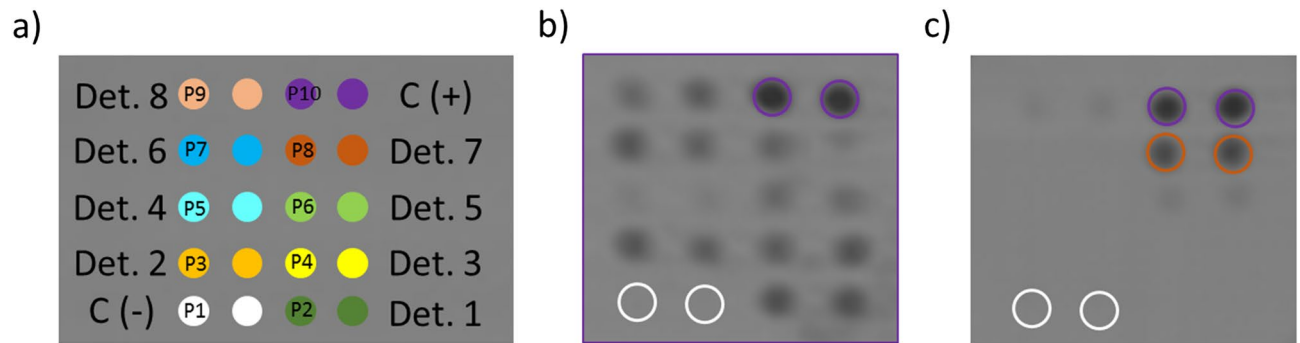 a) b) c)
Det. 8 P9 P10 C (+)
Det. 6 P7 P8 Det. 7
Det. 4 P5 P6 Det. 5
Det. 2 P3 P4 Det. 3
C (-) P1 P2 Det. 1